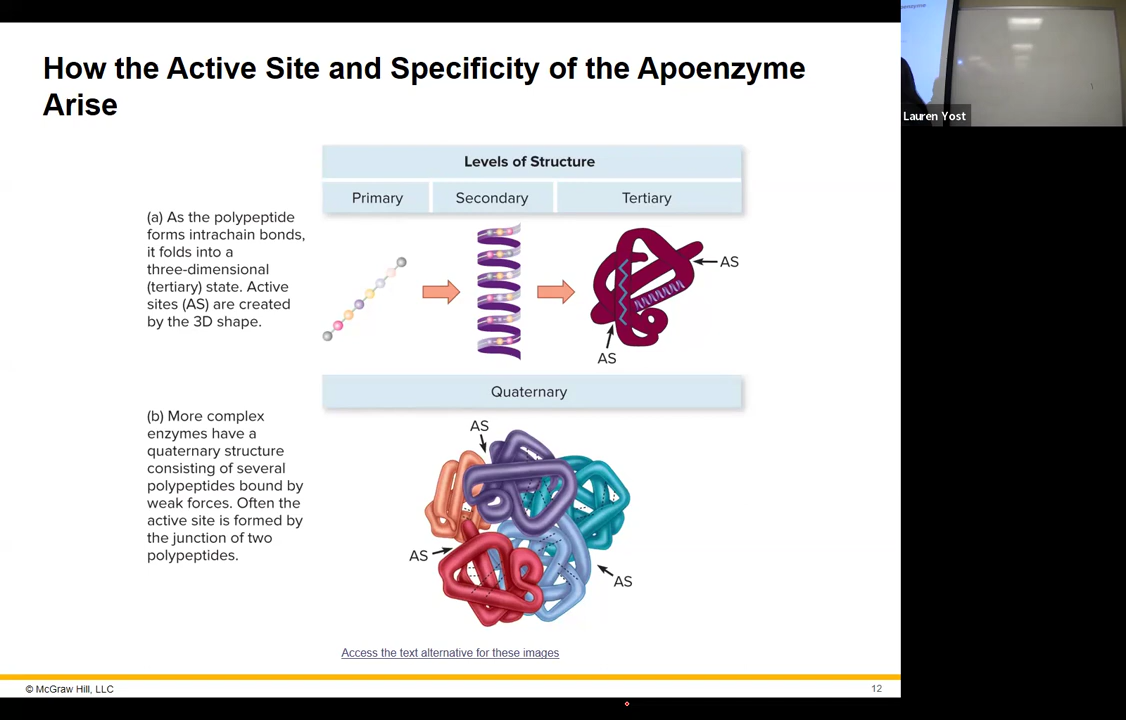 How the Active Site and Specificity of the Apoenzyme
Arise
Levels of Structure
Primary
Secondary
Tertiary
(a) As the polypeptide
forms intrachain bonds,
it folds into a
three-dimensional
(tertiary) state. Active
sites (AS) are created
by the 3D shape.
AS
AS
Quaternary
(b) More complex
enzymes have a
quaternary structure
consisting of several
polypeptides bound by
weak forces. Often the
active site is formed by
the junction of two
polypeptides.
AS
AS
AS
Access the text alternative for these images
© McGraw Hill, LLC
12
Lauren Yost